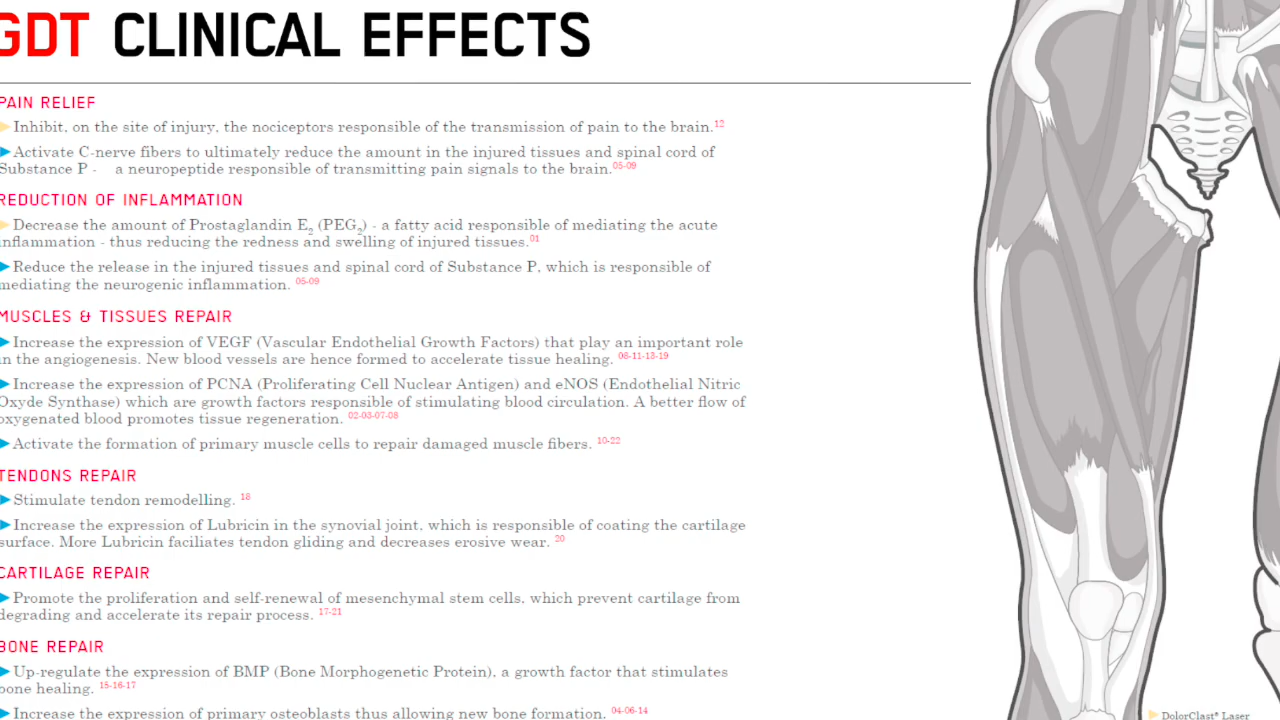 GDT CLINICAL EFFECTS
PAIN RELIEF
Inhibit, on the site of injury, the nociceptors responsible of the transmission of pain to the brain.12
Activate C-nerve fibers to ultimately reduce the amount in the injured tissues and spinal cord of
Substance P - a neuropeptide responsible of transmitting pain signals to the brain.05-09
REDUCTION OF INFLAMMATION
Decrease the amount of Prostaglandin E2 (PEG2) - a fatty acid responsible of mediating the acute
inflammation - thus reducing the redness and swelling of injured tissues.01
Reduce the release in the injured tissues and spinal cord of Substance P, which is responsible of
mediating the neurogenic inflammation. 05-09
MUSCLES & TISSUES REPAIR
Increase the expression of VEGF (Vascular Endothelial Growth Factors) that play an important role
in the angiogenesis. New blood vessels are hence formed to accelerate tissue healing. 08-11-13-19
Increase the expression of PCNA (Proliferating Cell Nuclear Antigen) and eNOS (Endothelial Nitric
Oxyde Synthase) which are growth factors responsible of stimulating blood circulation. A better flow of
oxygenated blood promotes tissue regeneration. 02-03-07-08
Activate the formation of primary muscle cells to repair damaged muscle fibers. 10-22
TENDONS REPAIR
Stimulate tendon remodelling. 18
Increase the expression of Lubricin in the synovial joint, which is responsible of coating the cartilage
surface. More Lubricin faciliates tendon gliding and decreases erosive wear. 20
CARTILAGE REPAIR
Promote the proliferation and self-renewal of mesenchymal stem cells, which prevent cartilage from
degrading and accelerate its repair process. 17-21
BONE REPAIR
Up-regulate the expression of BMP (Bone Morphogenetic Protein), a growth factor that stimulates
bone healing. 15-16-17
Increase the expression of primary osteoblasts thus allowing new bone formation. 04-06-14
DolorClast® Laser